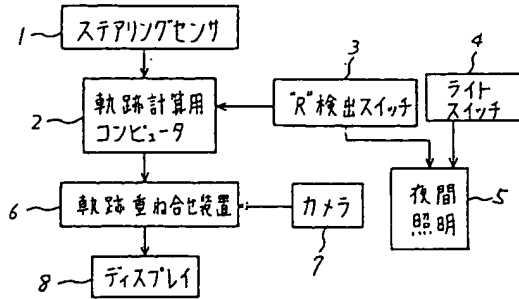 1
ステアリングセンサ
2
軌跡計算用
コンピュータ
3
"R"検出スイッチ
4
ライト
スイッチ
夜間
照明
5
6
軌跡重ね合せ装置
カメラ
7
8
ディスプレイ